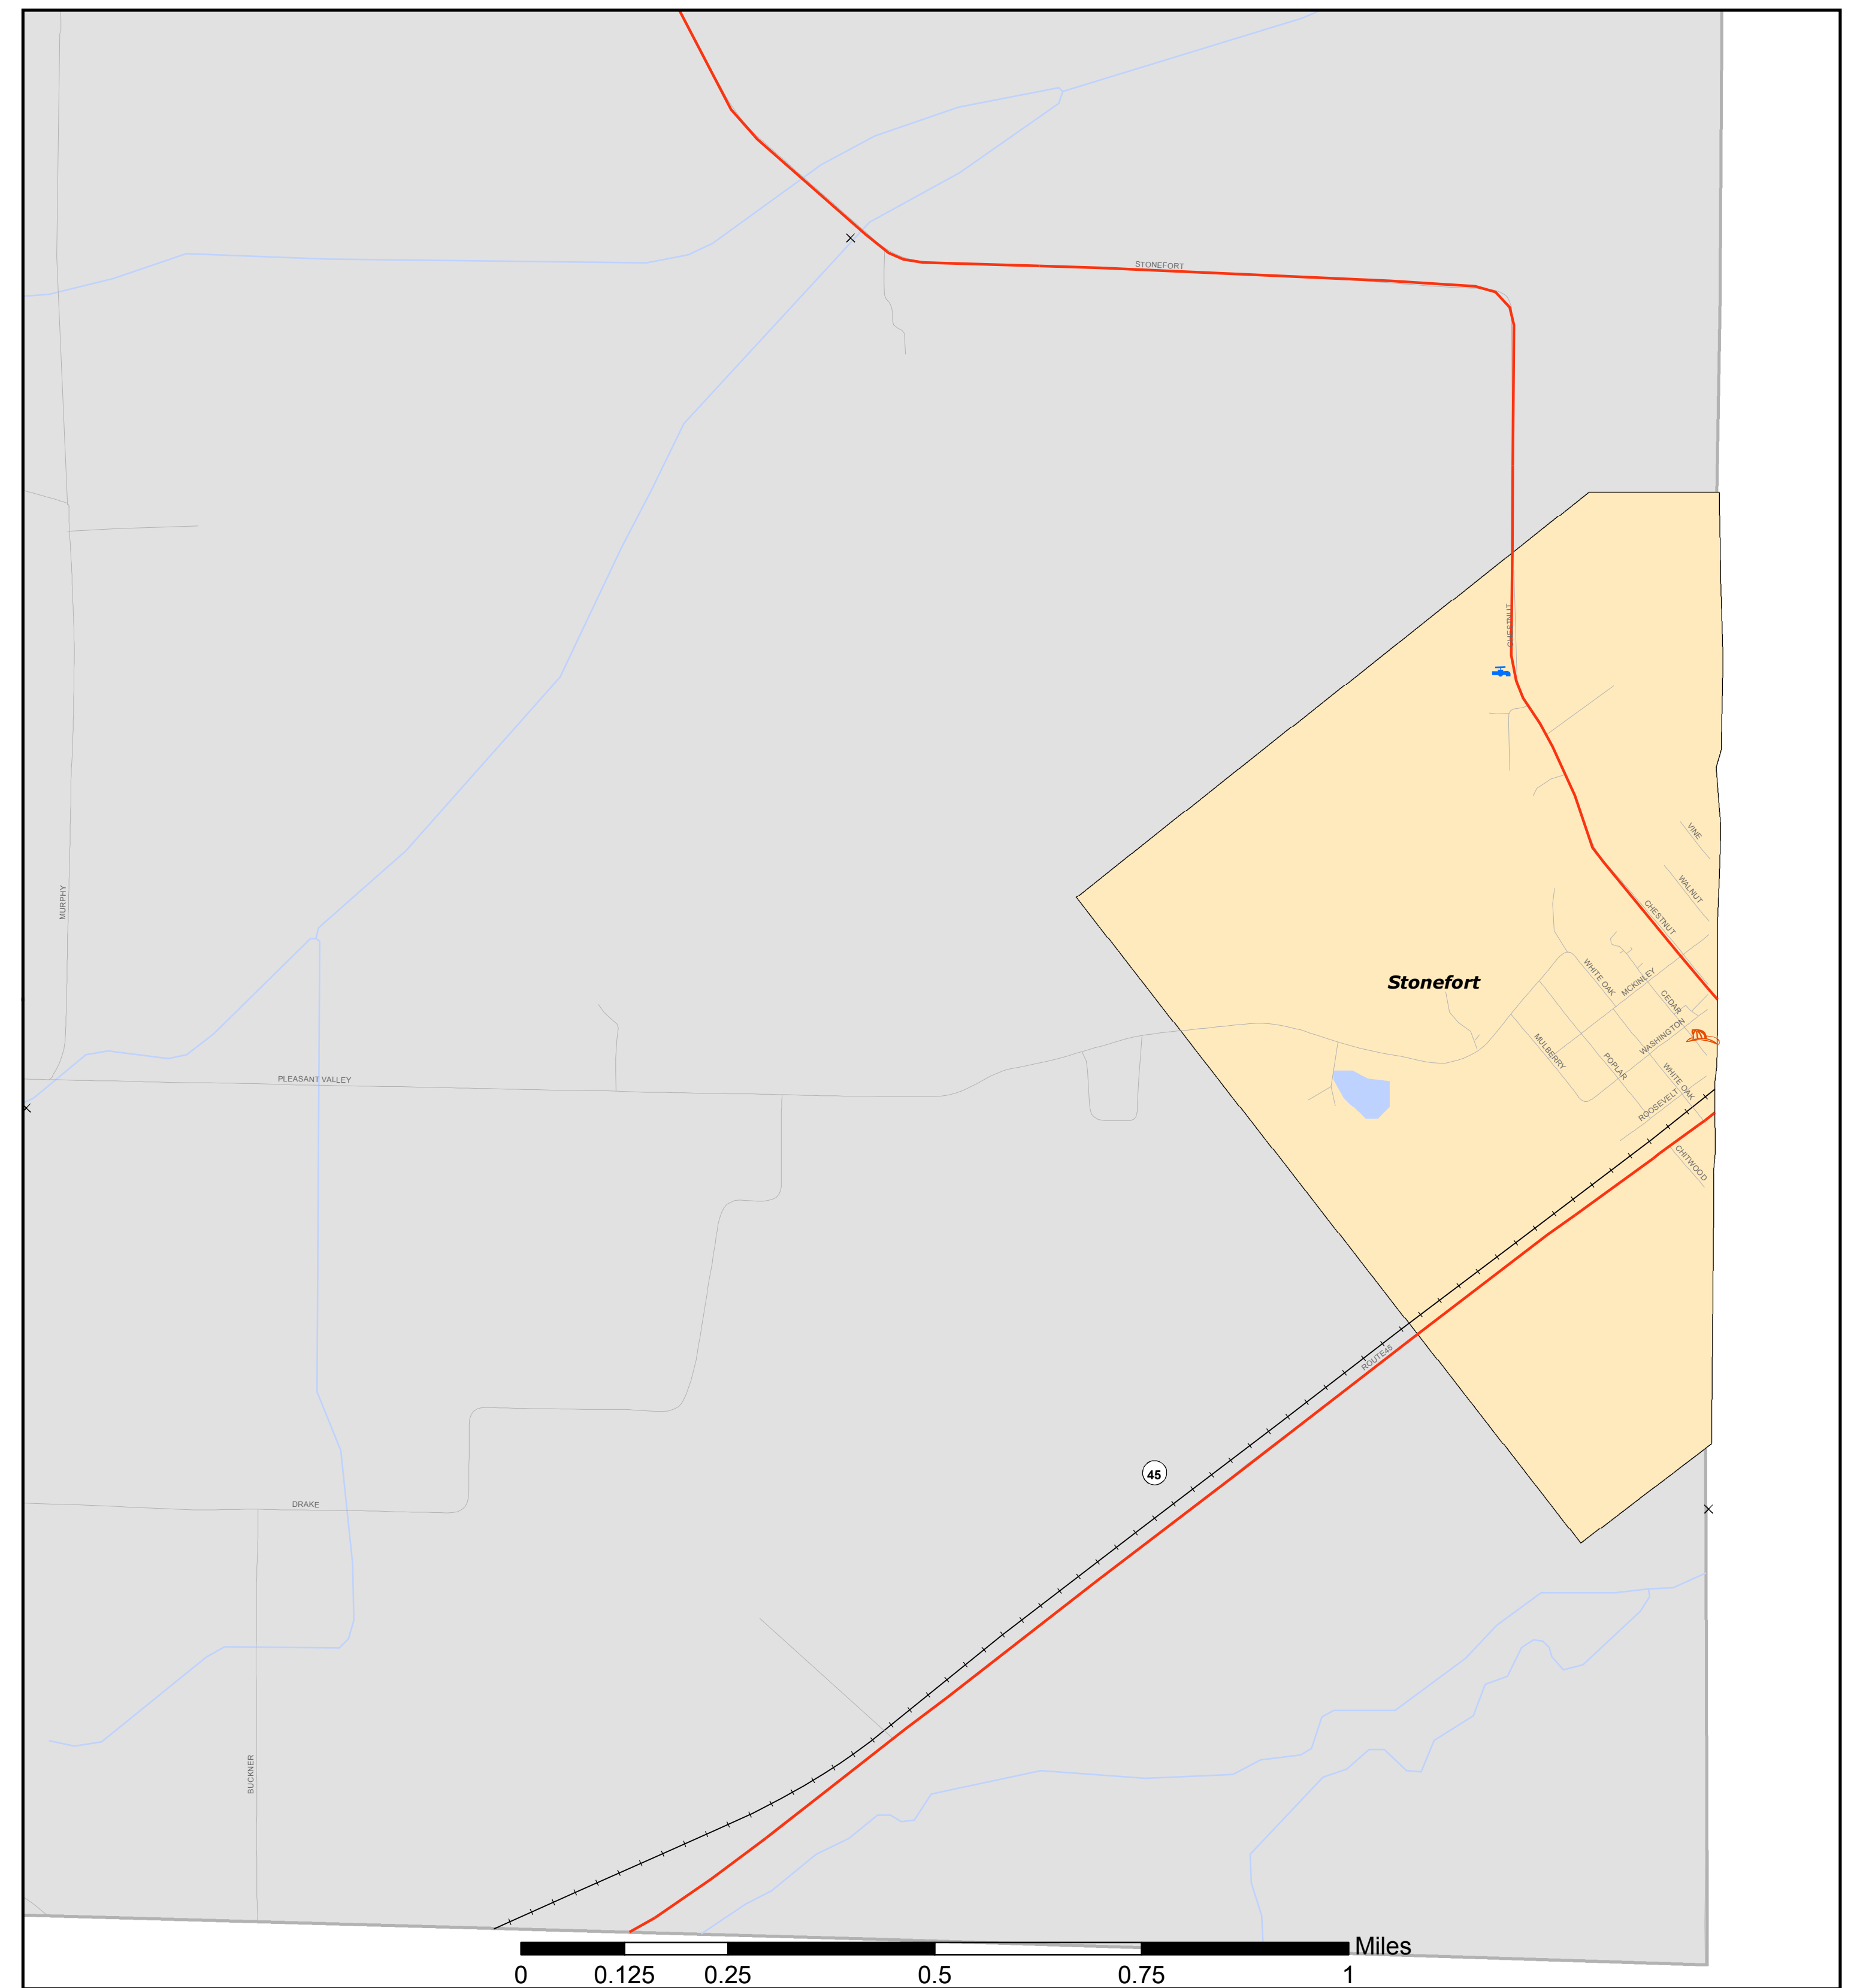 STONEFORT
CHESTNUT
VINE
MURPHY
WALNUT
CHESTNUT
Stonefort
WHITE OAK
MCKINLEY
CEDAR
WASHINGTON
MULBERRY
POPLAR
PLEASANT VALLEY
WHITE OAK
ROOSEVELT
CHITWOOD
ROUTE45
45
DRAKE
BUCKNER
Miles
0 0.125 0.25 0.5 0.75 1